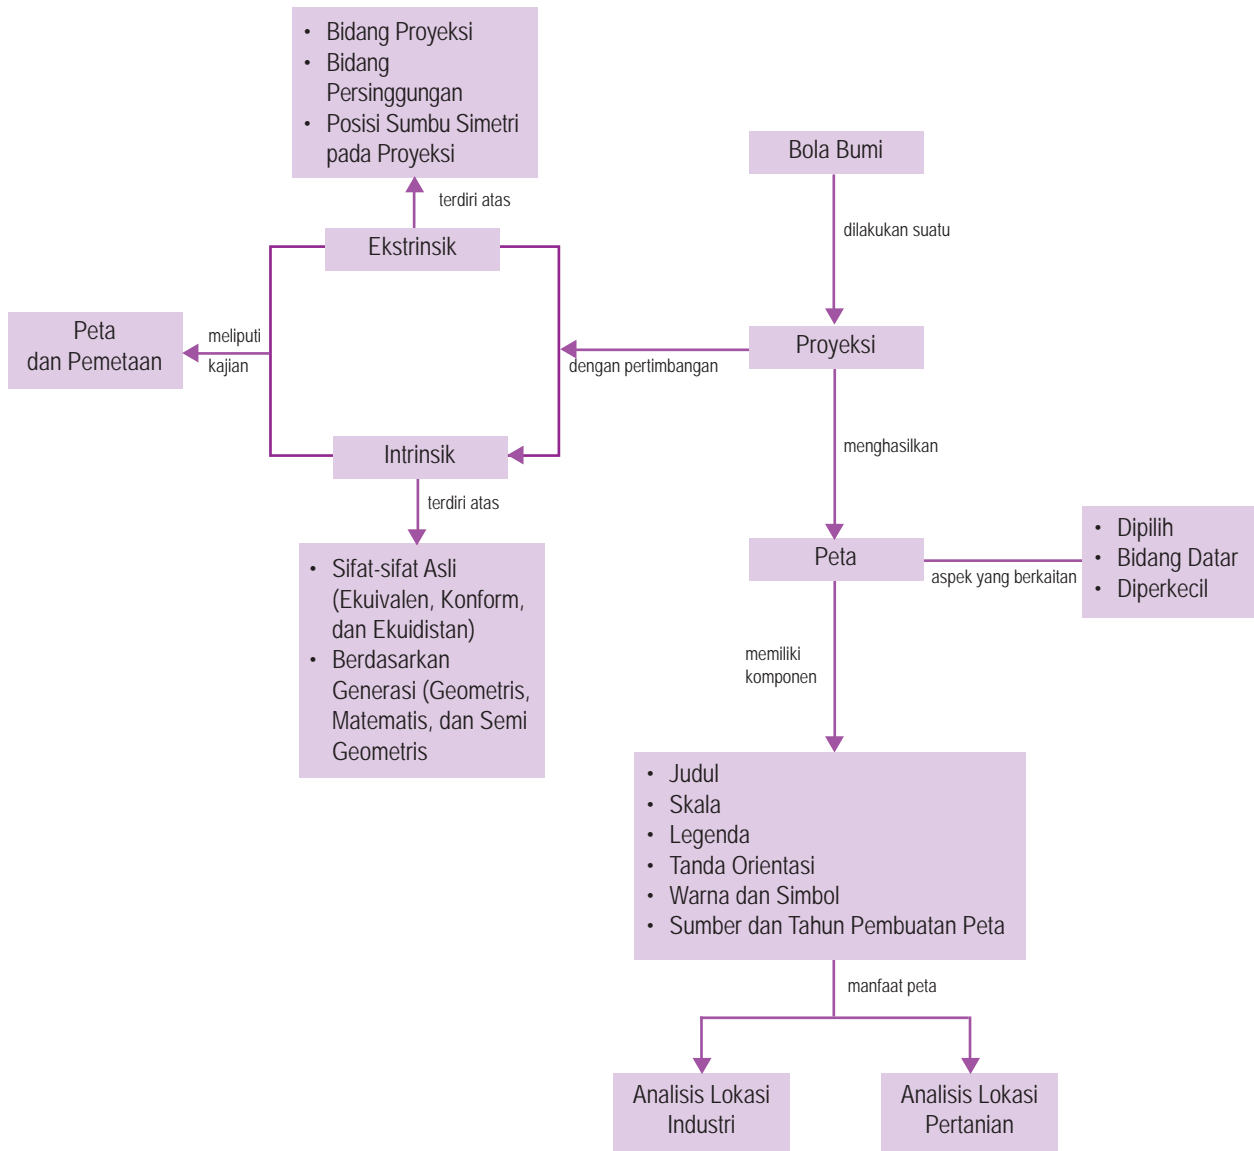 • Bidang Proyeksi
• Bidang
Persinggungan
• Posisi Sumbu Simetri
pada Proyeksi
Bola Bumi
terdiri atas
dilakukan suatu
Ekstrinsik
Peta
dan Pemetaan
meliputi
kajian
Proyeksi
dengan pertimbangan
Intrinsik
menghasilkan
terdiri atas
• Sifat-sifat Asli
(Ekuivalen, Konform,
dan Ekuidistan)
• Berdasarkan
Generasi (Geometris,
Matematis, dan Semi
Geometris
Peta
aspek yang berkaitan
• Dipilih
• Bidang Datar
• Diperkecil
memiliki
komponen
• Judul
• Skala
• Legenda
• Tanda Orientasi
• Warna dan Simbol
• Sumber dan Tahun Pembuatan Peta
manfaat peta
Analisis Lokasi
Industri
Analisis Lokasi
Pertanian